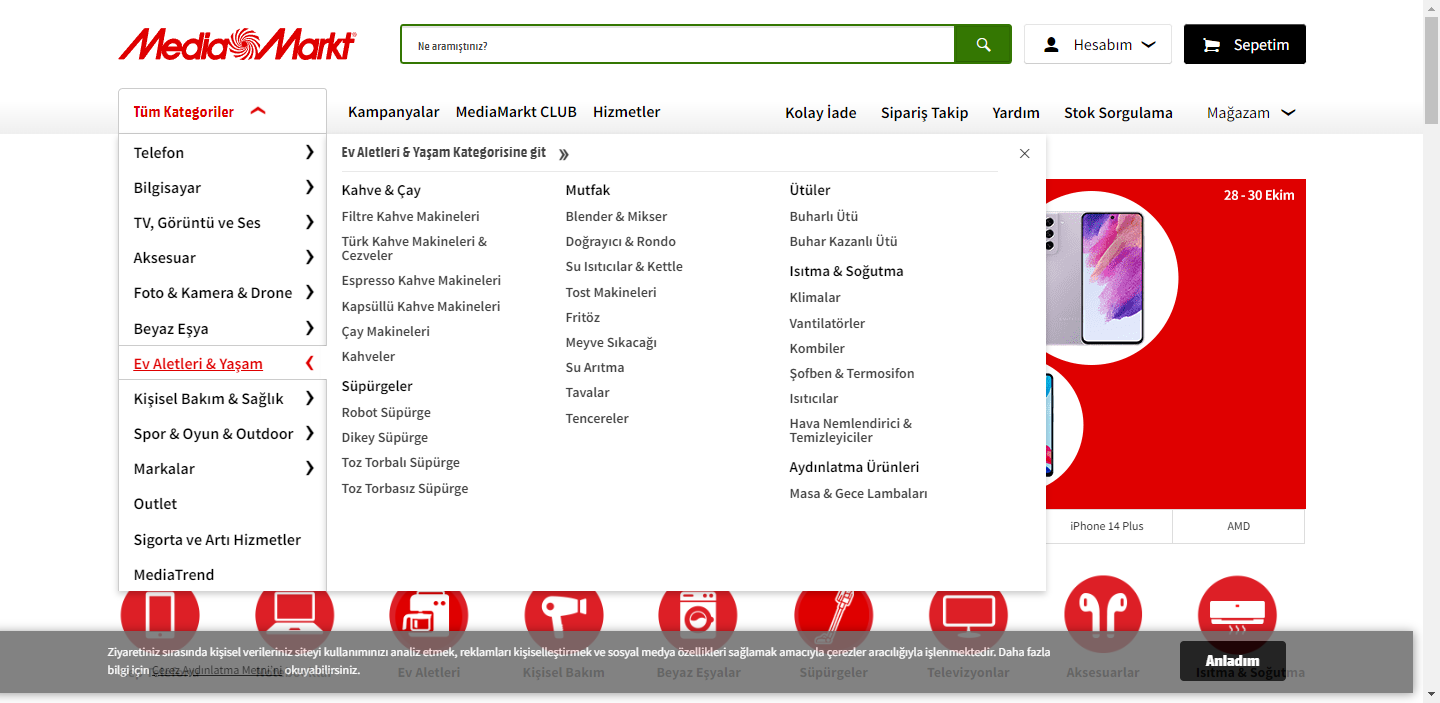 MediaMarkt
Ne aramıştınız?
Hesabım
Sepetim
Tüm Kategoriler
Kampanyalar
MediaMarkt CLUB
Hizmetler
Kolay İade
Sipariş Takip
Yardım
Stok Sorgulama
Mağazam
Telefon
Bilgisayar
TV, Görüntü ve Ses
Aksesuar
Foto & Kamera & Drone
Beyaz Eşya
Ev Aletleri & Yaşam
Kişisel Bakım & Sağlık
Spor & Oyun & Outdoor
Markalar
Outlet
Sigorta ve Artı Hizmetler
MediaTrend
Ev Aletleri & Yaşam Kategorisine git
Kahve & Çay
Filtre Kahve Makineleri
Türk Kahve Makineleri &
Cezveler
Espresso Kahve Makineleri
Kapsüllü Kahve Makineleri
Çay Makineleri
Kahveler
Süpürgeler
Robot Süpürge
Dikey Süpürge
Toz Torbalı Süpürge
Toz Torbasız Süpürge
Mutfak
Blender & Mikser
Doğrayıcı & Rondo
Su Isıtıcılar & Kettle
Tost Makineleri
Fritöz
Meyve Sıkacağı
Su Arıtma
Tavalar
Tencereler
Ütüler
Buharlı Ütü
Buhar Kazanlı Ütü
Isıtma & Soğutma
Klimalar
Vantilatörler
Kombiler
Şofben & Termosifon
Isıtıcılar
Hava Nemlendirici &
Temizleyiciler
Aydınlatma Ürünleri
Masa & Gece Lambaları
28 - 30 Ekim
iPhone 14 Plus
AMD
Ziyaretiniz sırasında kişisel verileriniz siteyi kullanımınızı analiz etmek, reklamları kişiselleştirmek ve sosyal medya özellikleri sağlamak amacıyla çerezler aracılığıyla işlenmektedir. Daha fazla
bilgi için Çerez Aydınlatma Metni'ni okuyabilirsiniz.
Anladım
Ev Aletleri
Kişisel Bakım
Beyaz Eşyalar
Süpürgeler
Televizyonlar
Aksesuarlar
Isıtma & Soğutma